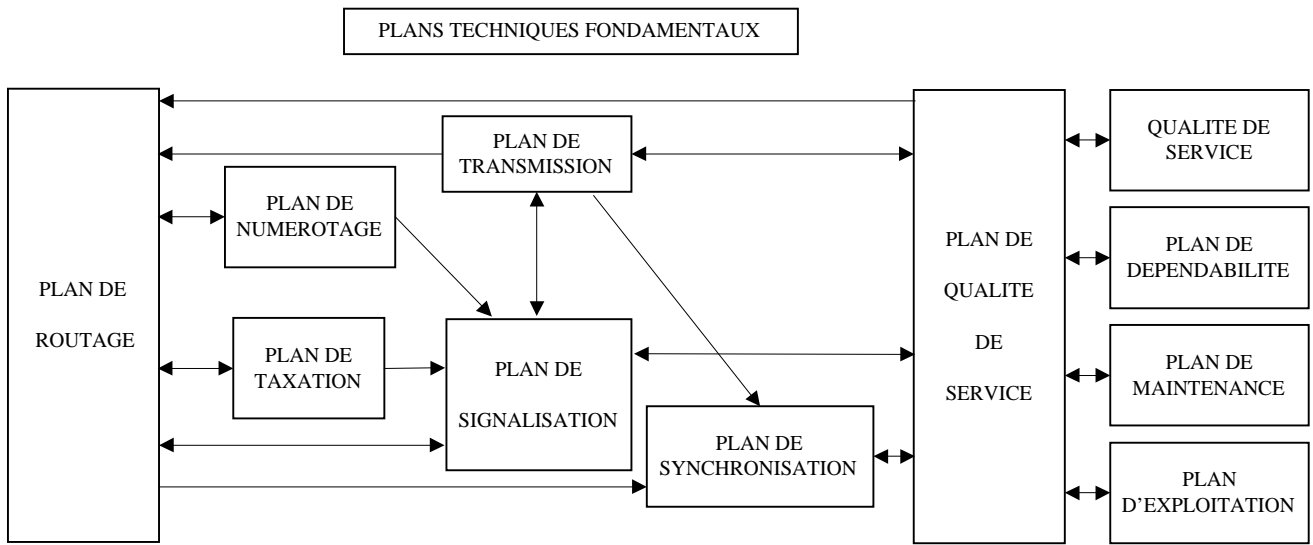 PLANS TECHNIQUES FONDAMENTAUX
PLAN DE
ROUTAGE
PLAN DE
TRANSMISSION
PLAN DE
NUMEROTAGE
PLAN DE
TAXATION
PLAN DE
SIGNALISATION
PLAN DE
SYNCHRONISATION
PLAN DE
QUALITE
DE
SERVICE
QUALITE DE
SERVICE
PLAN DE
DEPENDABILITE
PLAN DE
MAINTENANCE
PLAN
D'EXPLOITATION